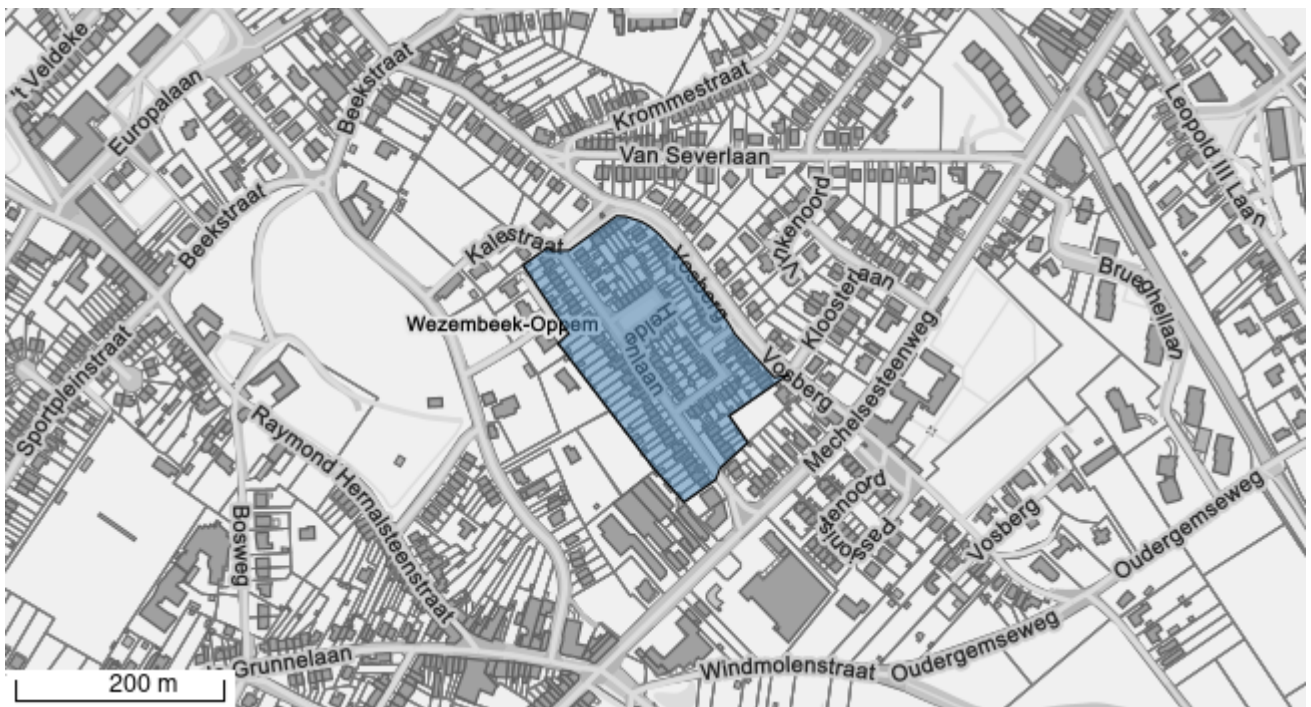 't Veldeke
Europalaan
Beekstraat
Krommestraat
Van Severlaan
Leopold III Laan
Beekstraat
Kalestraat
Vosberg
Vinkenoord
Kloosterlaan
Brueghellaan
Wezembeek-Oppem
Heidenlaan
Vosberg
Sportpleinstraat
Mechelsesteenweg
Raymond Hernalsteenstraat
Passionistenoord
Bosweg
Vosberg
Oudergemseweg
Grunnelaan
Windmolenstraat
Oudergemseweg
200 m